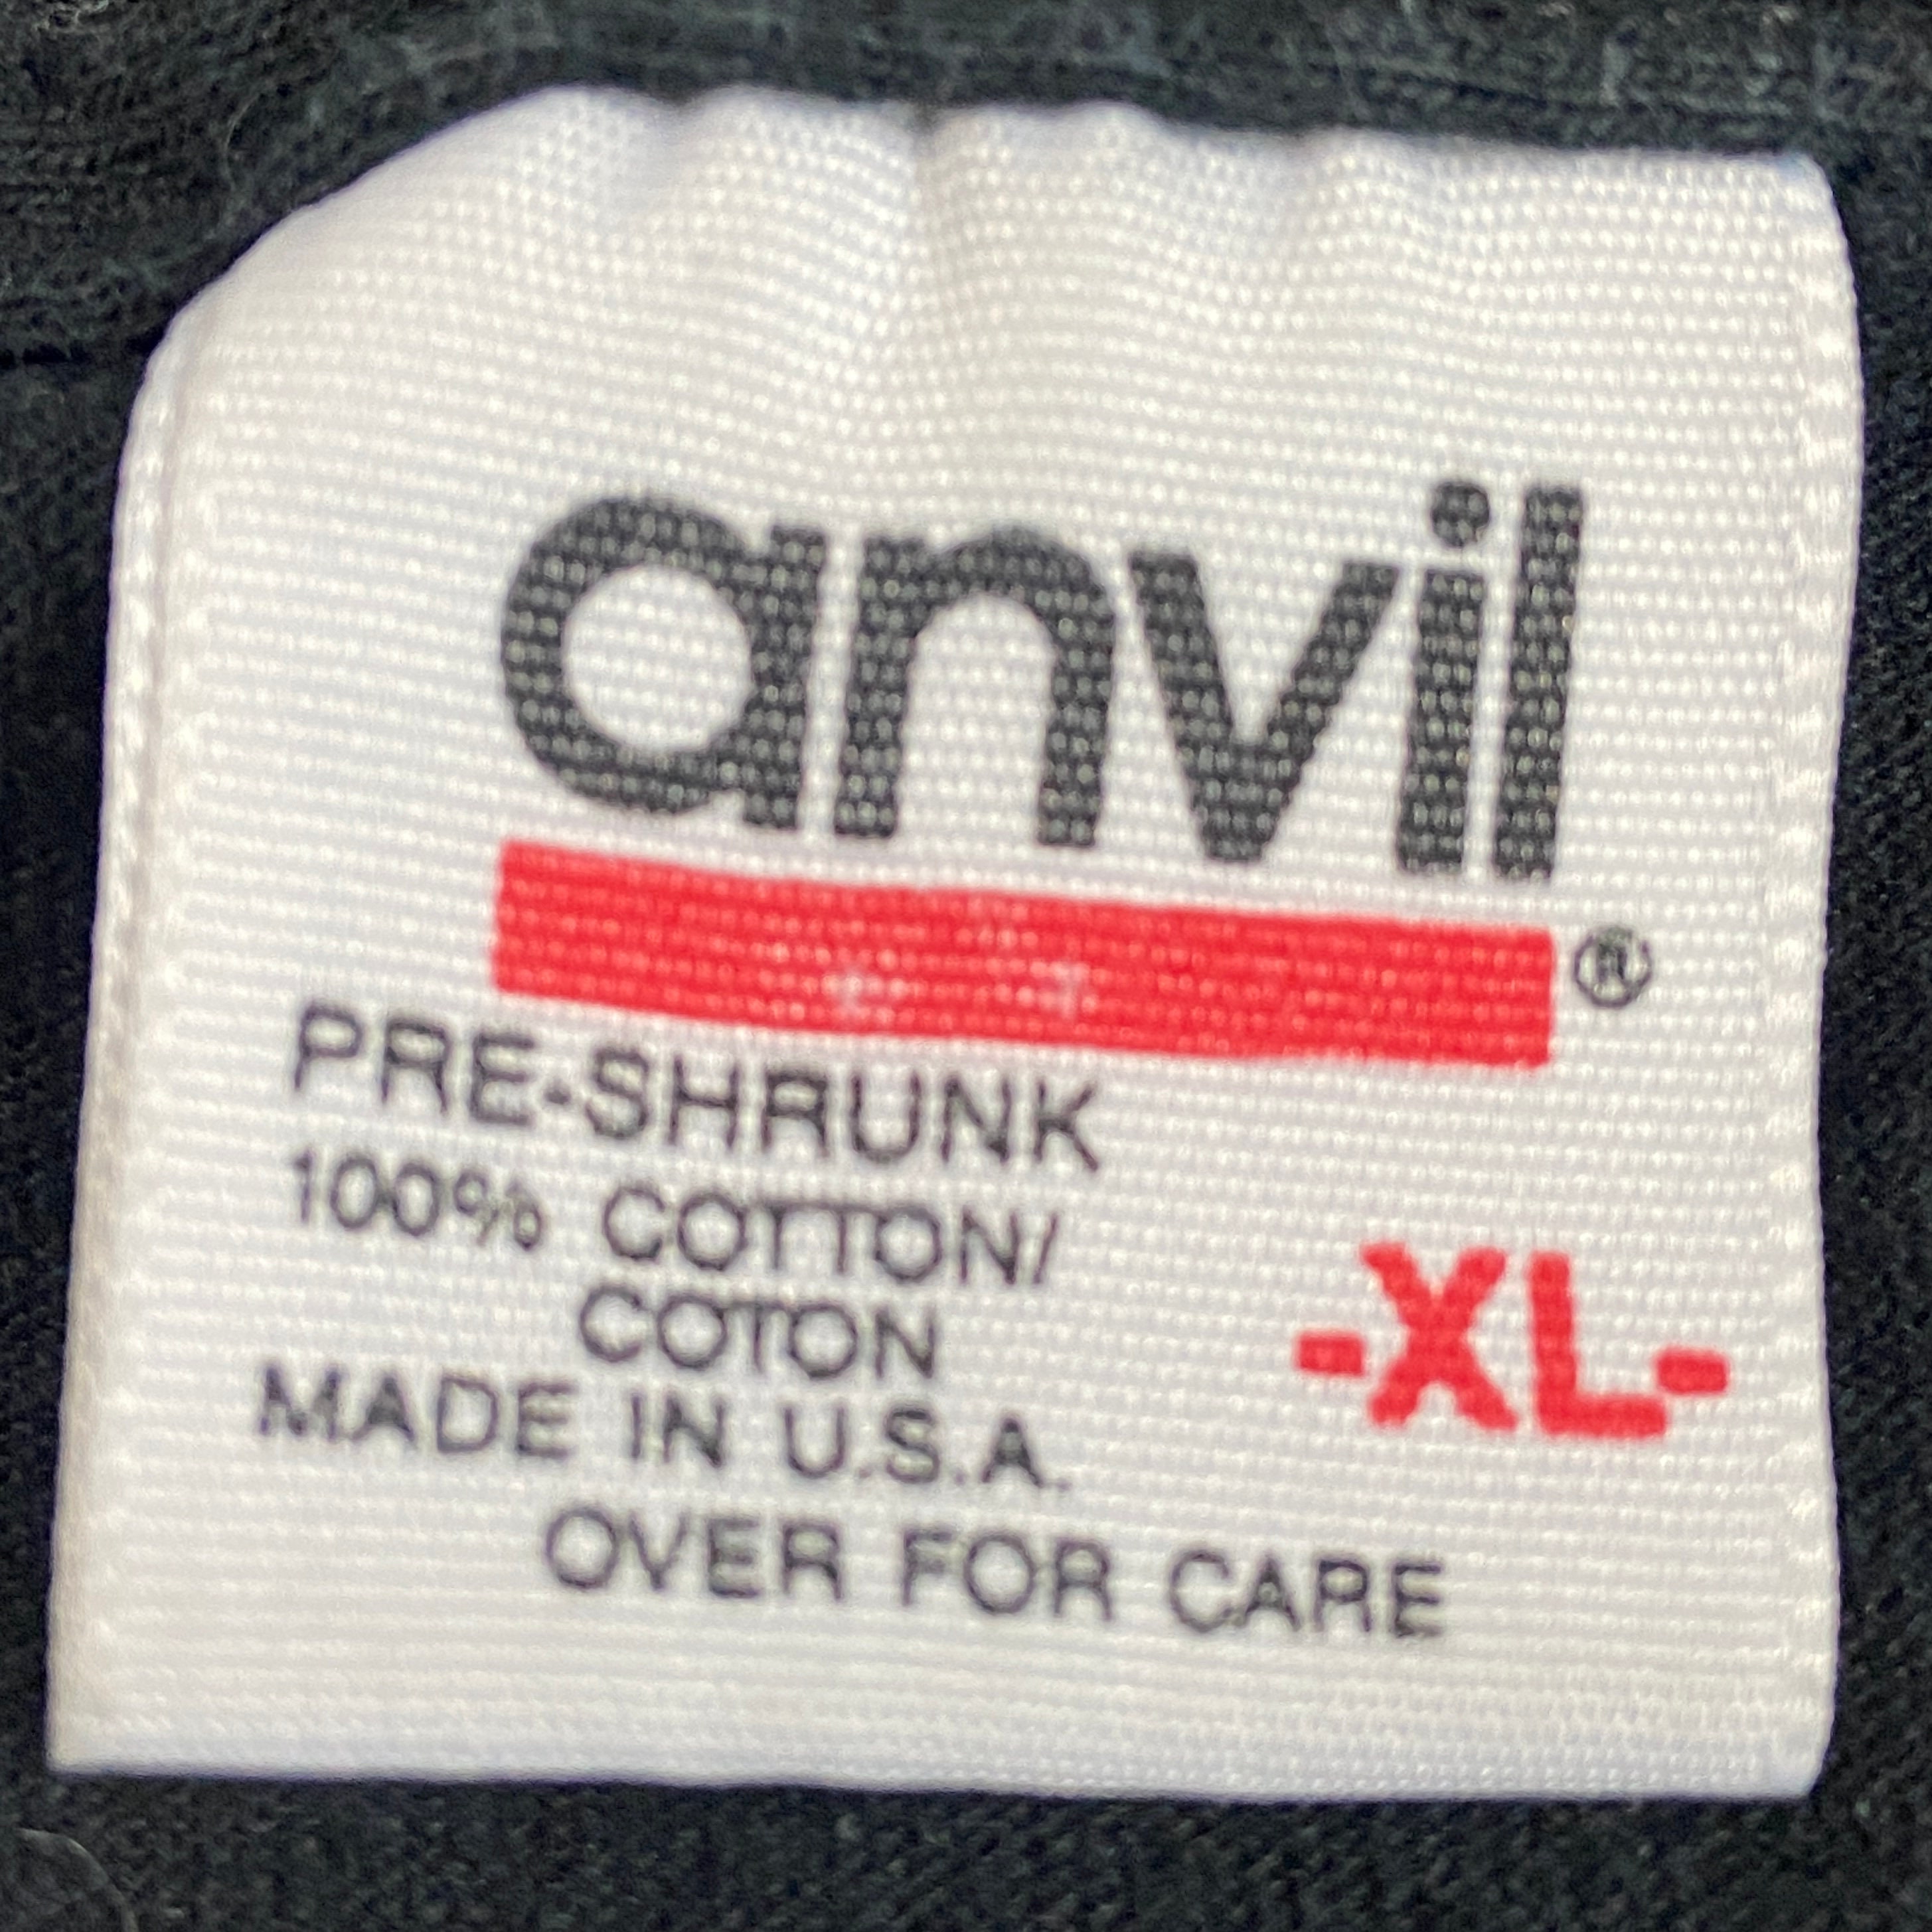 anvil
®
PRE-SHRUNK
100% COTTON/
COTON
-XL-
MADE IN U.S.A.
OVER FOR CARE